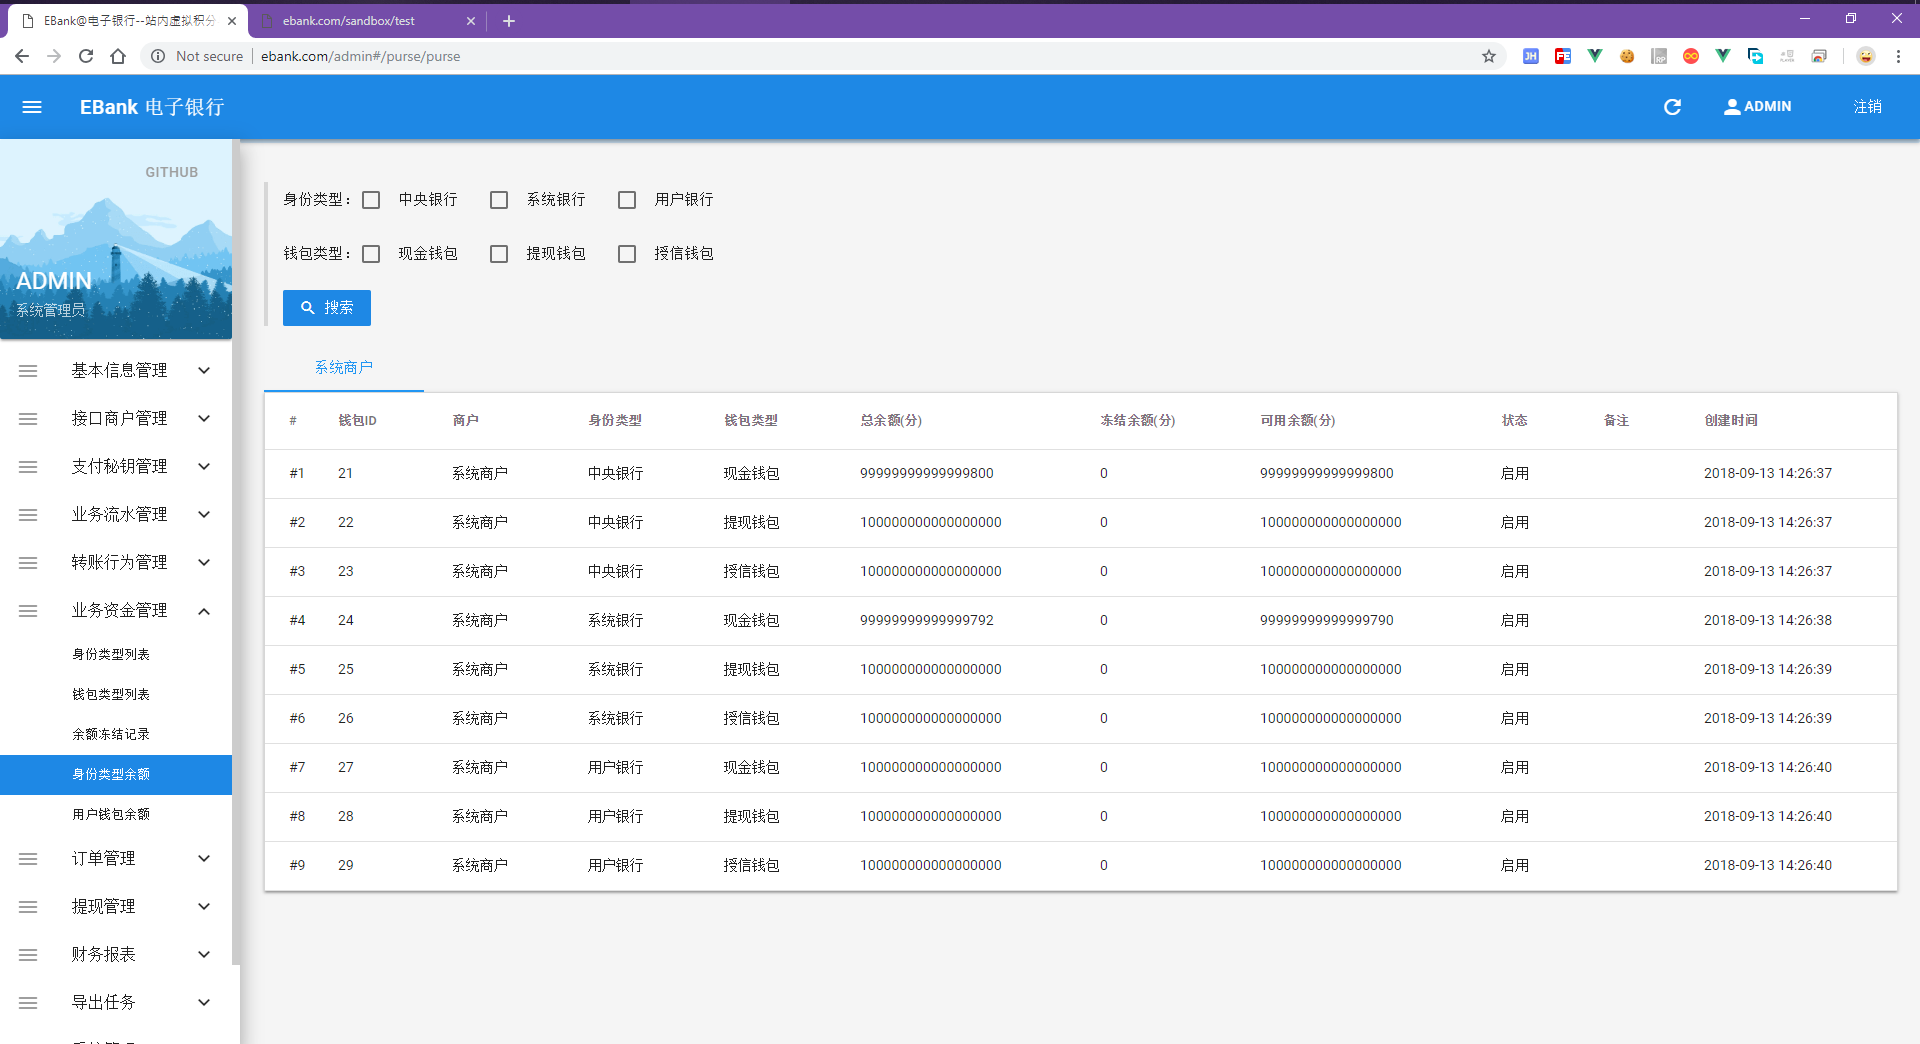 EBank@电子银行--站内虚拟积分
ebank.com/sandbox/test
Not secure
ebank.com/admin#/purse/purse
EBank 电子银行
ADMIN
注销
GITHUB
ADMIN
系统管理员
基本信息管理
接口商户管理
支付秘钥管理
业务流水管理
转账行为管理
业务资金管理
身份类型列表
钱包类型列表
余额冻结记录
身份类型余额
用户钱包余额
订单管理
提现管理
财务报表
导出任务
身份类型: 中央银行 系统银行 用户银行
钱包类型: 现金钱包 提现钱包 授信钱包
搜索
系统商户
# 钱包ID 商户 身份类型 钱包类型 总余额(分) 冻结余额(分) 可用余额(分) 状态 备注 创建时间
#1 21 系统商户 中央银行 现金钱包 99999999999999800 0 99999999999999800 启用 2018-09-13 14:26:37
#2 22 系统商户 中央银行 提现钱包 100000000000000000 0 100000000000000000 启用 2018-09-13 14:26:37
#3 23 系统商户 中央银行 授信钱包 100000000000000000 0 100000000000000000 启用 2018-09-13 14:26:37
#4 24 系统商户 系统银行 现金钱包 99999999999999792 0 99999999999999790 启用 2018-09-13 14:26:38
#5 25 系统商户 系统银行 提现钱包 100000000000000000 0 100000000000000000 启用 2018-09-13 14:26:39
#6 26 系统商户 系统银行 授信钱包 100000000000000000 0 100000000000000000 启用 2018-09-13 14:26:39
#7 27 系统商户 用户银行 现金钱包 100000000000000000 0 100000000000000000 启用 2018-09-13 14:26:40
#8 28 系统商户 用户银行 提现钱包 100000000000000000 0 100000000000000000 启用 2018-09-13 14:26:40
#9 29 系统商户 用户银行 授信钱包 100000000000000000 0 100000000000000000 启用 2018-09-13 14:26:40